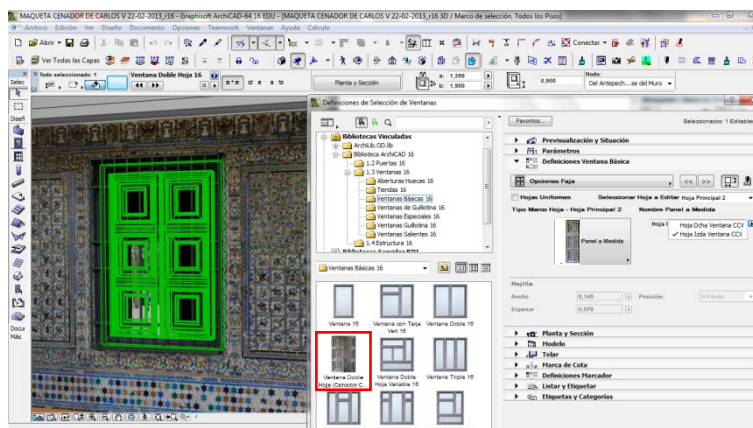 MAQUETA CENADOR DE CARLOS V 22-02-2013_r16 - Graphisoft ArchiCAD-64 16 EDU - [MAQUETA CENADOR DE CARLOS V 22-02-2013_r16 3D / Marco de selección, Todos los Pisos]
Archivo Edición Ver Diseño Documento Opciones Teamwork Ventanas Ayuda Cálculo
Abrir
Conectar
Ver Todas las Capas
Selec
Todo seleccionado: 1
Ventana Doble Hoja 16
Planta y Sección
a: 1,300
b: 1,900
0,900
Nodo:
Del Antepech....se del Muro
Diseñ
Docu
Más
Definiciones de Selección de Ventanas
Bibliotecas Vinculadas
ArchiLib.OD.lib
Biblioteca ArchiCAD 16
1.2 Puertas 16
1.3 Ventanas 16
Aberturas Huecas 16
Tiendas 16
Ventanas Básicas 16
Ventanas de Guillotina 16
Ventanas Especiales 16
Ventanas Guillotina 16
Ventanas Salientes 16
1.4 Estructura 16
Bibliotecas Servidor BIM
Ventanas Básicas 16
Ventana 16
Ventana con Tarja Vert 16
Ventana Doble 16
Ventana Doble Hoja (Cenador C...
Ventana Doble Hoja Variable 16
Ventana Triple 16
Favoritos...
Seleccionados: 1 Editables
Previsualización y Situación
Parámetros
Definiciones Ventana Básica
Opciones Faja
Hojas Uniformes
Seleccionar Hoja a Editar
Hoja Principal 2
Tipo Marco Hoja - Hoja Principal 2
Nombre Panel a Medida
Panel a Medida
Hoja Dcha Ventana CCV
Hoja Izda Ventana CCV
Rejilla
Ancho
0,145
Posición
Espesor
0,070
Planta y Sección
Modelo
Telar
Marca de Cota
Definiciones Marcador
Listar y Etiquetar
Etiquetas y Categorías